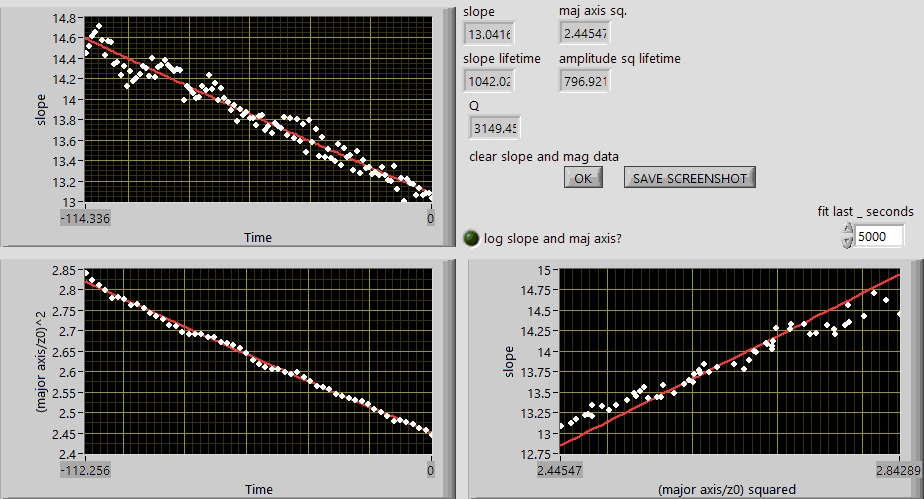 14.8
14.6
14.4
14.2
14
13.8
13.6
13.4
13.2
13
slope
-114.336
0
Time
slope
maj axis sq.
13.0416
2.44547
slope lifetime
amplitude sq lifetime
1042.02
796.921
Q
3149.45
clear slope and mag data
OK
SAVE SCREENSHOT
fit last _ seconds
log slope and maj axis?
5000
2.85
2.8
2.75
2.7
2.65
2.6
2.55
2.5
2.45
2.4
(major axis/z0)^2
-112.256
0
Time
15
14.75
14.5
14.25
14
13.75
13.5
13.25
13
12.75
slope
2.44547
2.84289
(major axis/z0) squared